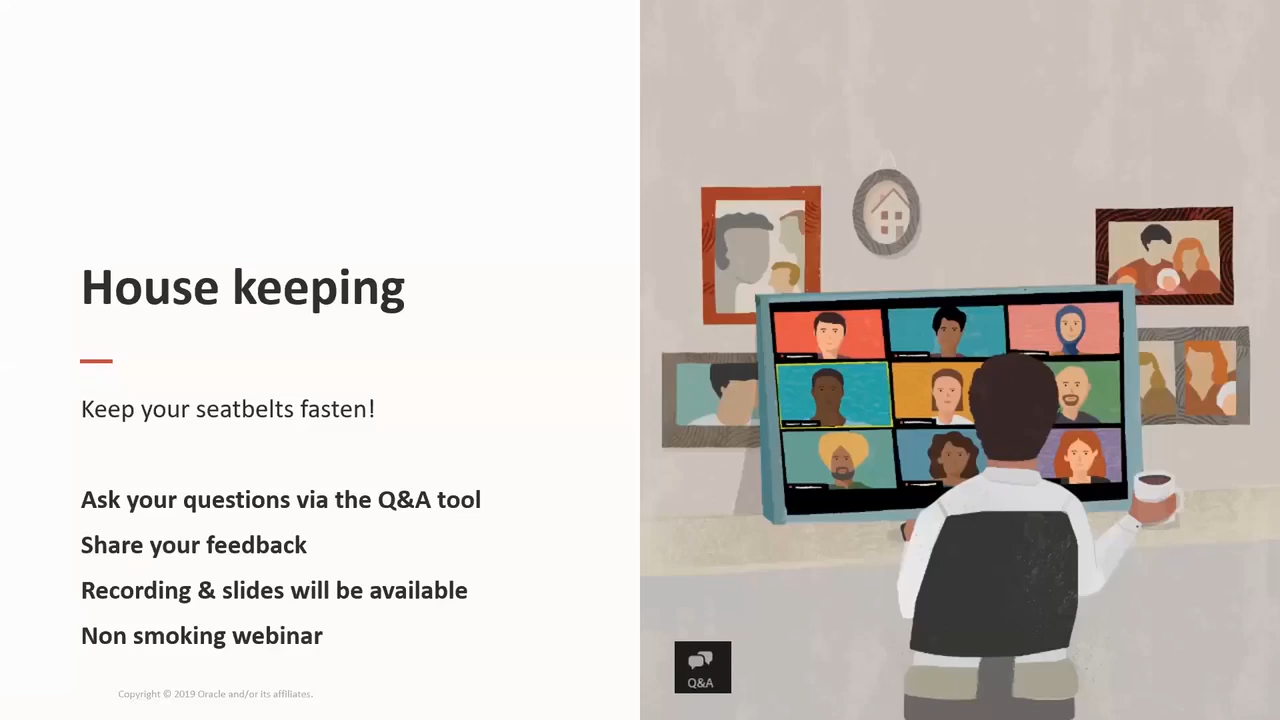 House keeping
Keep your seatbelts fasten!
Ask your questions via the Q&A tool
Share your feedback
Recording & slides will be available
Non smoking webinar
Copyright © 2019 Oracle and/or its affiliates.
Q&A